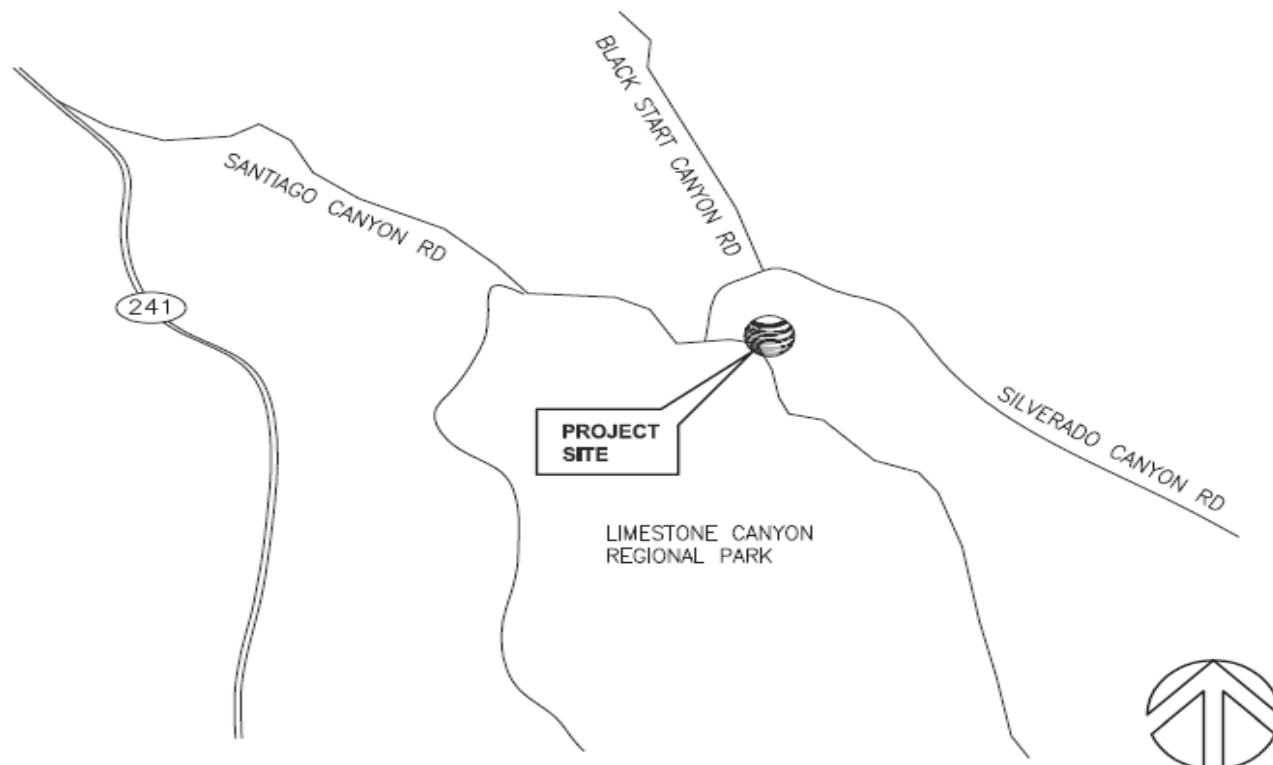 BLACK START CANYON RD
SANTIAGO CANYON RD
241
SILVERADO CANYON RD
PROJECT
SITE
LIMESTONE CANYON
REGIONAL PARK